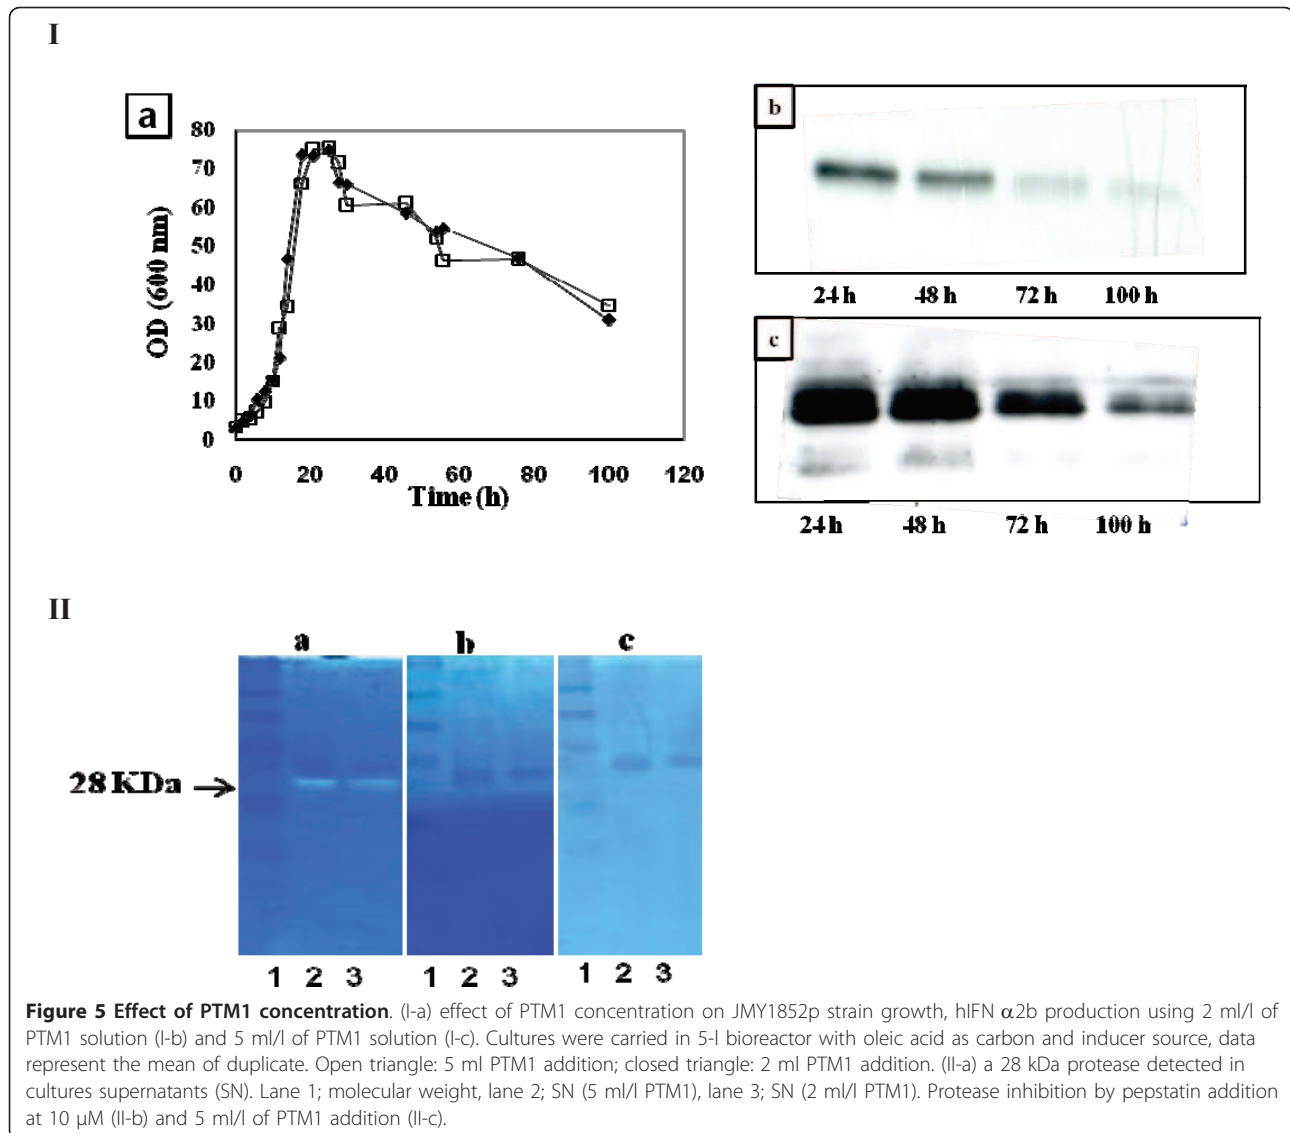 I
a
80
70
60
50
40
30
20
10
0
OD (600 nm)
0 20 40 60 80 100 120
Time (h)
b
24 h 48 h 72 h 100 h
c
24 h 48 h 72 h 100 h
II
a b c
28 KDa
1 2 3 1 2 3 1 2 3
Figure 5 Effect of PTM1 concentration. (I-a) effect of PTM1 concentration on JMY1852p strain growth, hIFN α2b production using 2 ml/l of
PTM1 solution (I-b) and 5 ml/l of PTM1 solution (I-c). Cultures were carried in 5-l bioreactor with oleic acid as carbon and inducer source, data
represent the mean of duplicate. Open triangle: 5 ml PTM1 addition; closed triangle: 2 ml PTM1 addition. (II-a) a 28 kDa protease detected in
cultures supernatants (SN). Lane 1; molecular weight, lane 2; SN (5 ml/l PTM1), lane 3; SN (2 ml/l PTM1). Protease inhibition by pepstatin addition
at 10 μM (II-b) and 5 ml/l of PTM1 addition (II-c).